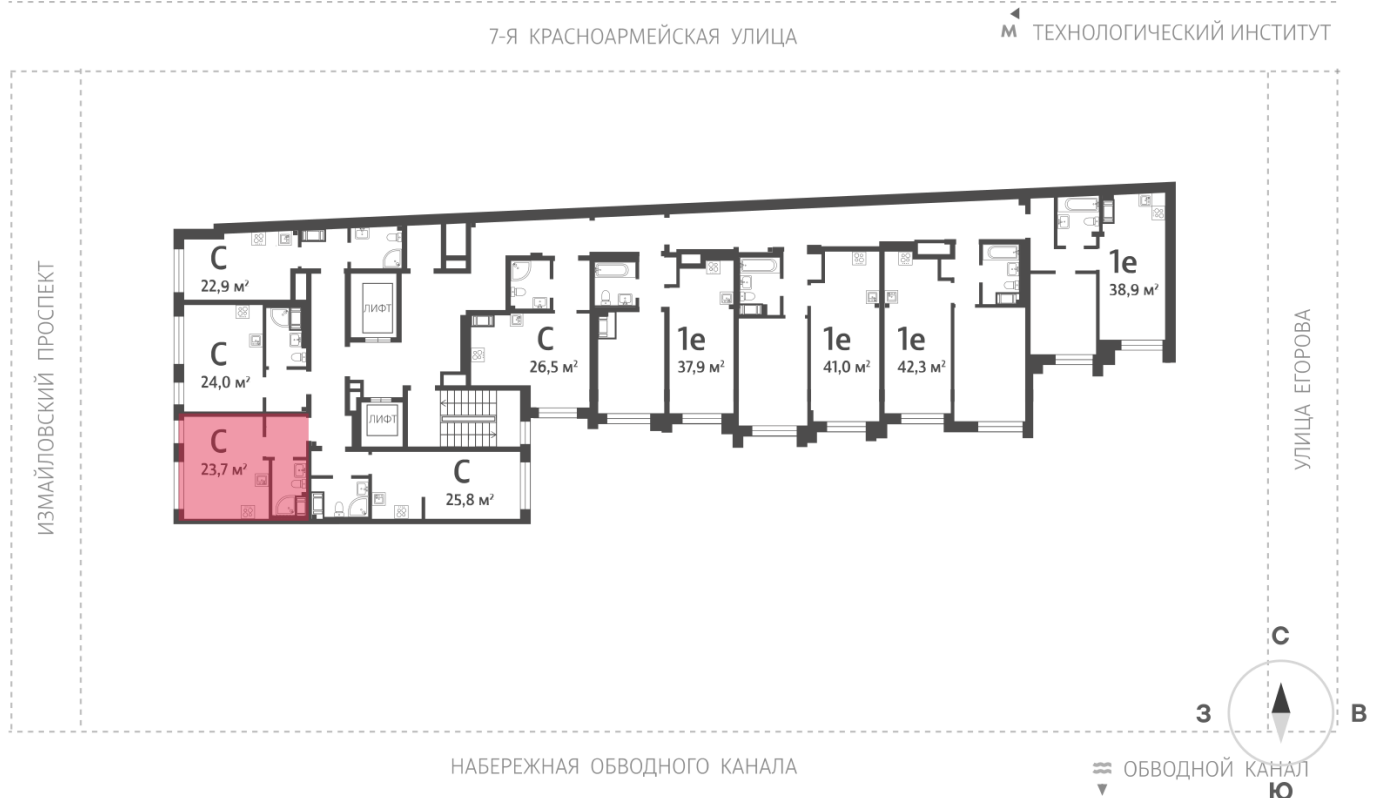 7-Я КРАСНОАРМЕЙСКАЯ УЛИЦА
М ТЕХНОЛОГИЧЕСКИЙ ИНСТИТУТ
ИЗМАЙЛОВСКИЙ ПРОСПЕКТ
С
22,9 м²
ЛИФТ
С
24,0 м²
С
26,5 м²
1е
37,9 м²
1е
41,0 м²
1е
42,3 м²
1е
38,9 м²
ЛИФТ
С
23,7 м²
С
25,8 м²
УЛИЦА ЕГОРОВА
С
З
В
Ю
НАБЕРЕЖНАЯ ОБВОДНОГО КАНАЛА
ОБВОДНОЙ КАНАЛ